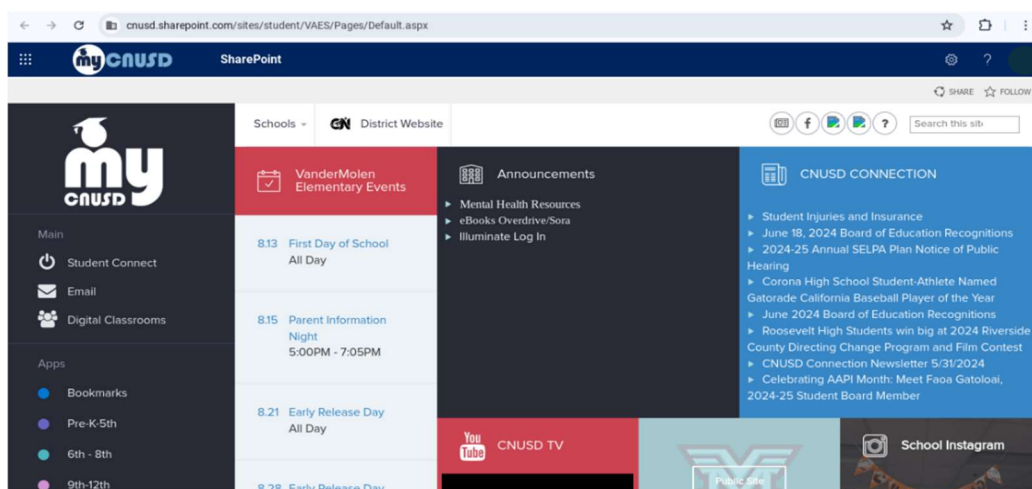 cnusd.sharepoint.com/sites/student/VAES/Pages/Default.aspx
my CNUSD
SharePoint
?
SHARE
FOLLOW
my
CNUSD
Schools
CN District Website
f
?
Search this sit
Main
Student Connect
Email
Digital Classrooms
Apps
Bookmarks
Pre-K-5th
6th - 8th
9th-12th
VanderMolen
Elementary Events
8.13 First Day of School
All Day
8.15 Parent Information
Night
5:00PM - 7:05PM
8.21 Early Release Day
All Day
8.28 Early Release Day
Announcements
Mental Health Resources
eBooks Overdrive/Sora
Illuminate Log In
CNUSD CONNECTION
Student Injuries and Insurance
June 18, 2024 Board of Education Recognitions
2024-25 Annual SELPA Plan Notice of Public
Hearing
Corona High School Student-Athlete Named
Gatorade California Baseball Player of the Year
June 2024 Board of Education Recognitions
Roosevelt High Students win big at 2024 Riverside
County Directing Change Program and Film Contest
CNUSD Connection Newsletter 5/31/2024
Celebrating AAPI Month: Meet Faoa Gatoloai,
2024-25 Student Board Member
You
Tube
CNUSD TV
Public Site
School Instagram